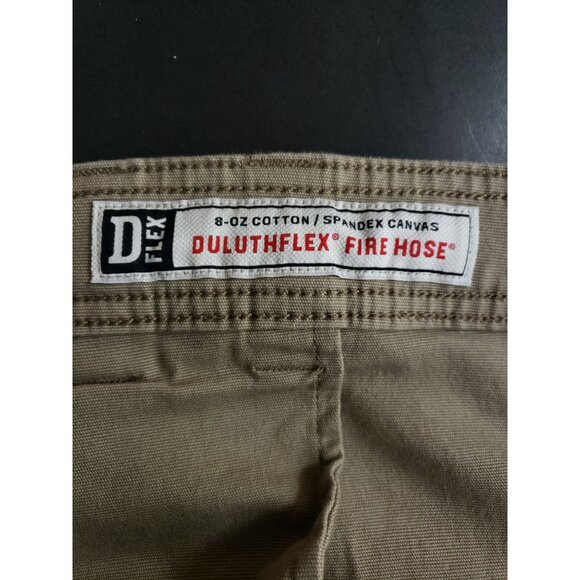 D FLEX
8-OZ COTTON / SPANDEX CANVAS
DULUTHFLEX® FIRE HOSE®